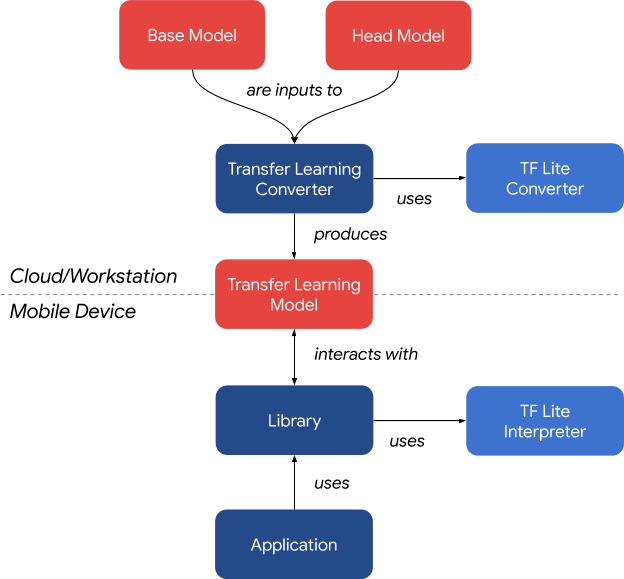 Base Model
Head Model
are inputs to
Transfer Learning
Converter
TF Lite
Converter
uses
produces
Cloud/Workstation
Transfer Learning
Model
Mobile Device
interacts with
Library
TF Lite
Interpreter
uses
uses
Application